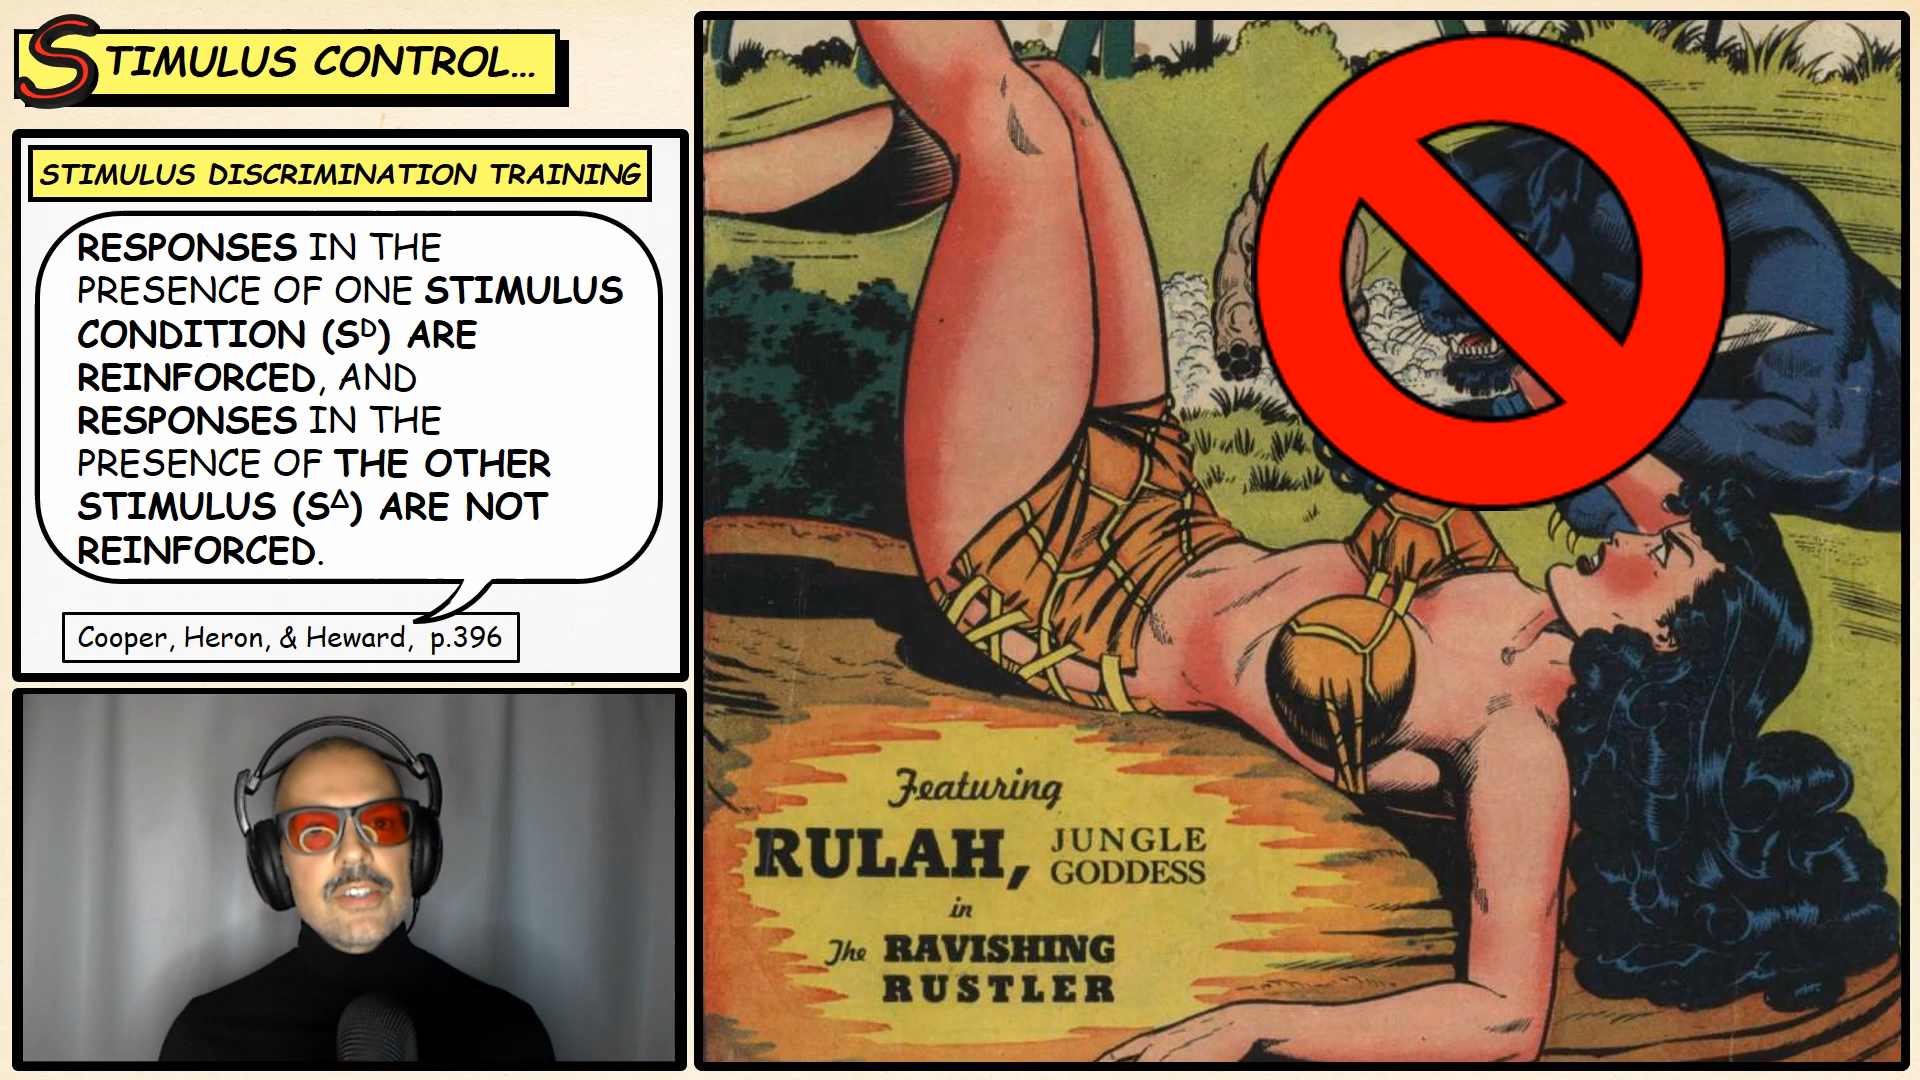 STIMULUS CONTROL...
STIMULUS DISCRIMINATION TRAINING
RESPONSES IN THE
PRESENCE OF ONE STIMULUS
CONDITION (Sᴰ) ARE
REINFORCED, AND
RESPONSES IN THE
PRESENCE OF THE OTHER
STIMULUS (S^Δ) ARE NOT
REINFORCED.
Cooper, Heron, & Heward, p.396
Featuring
RULAH, JUNGLE
GODDESS
in
The RAVISHING
RUSTLER